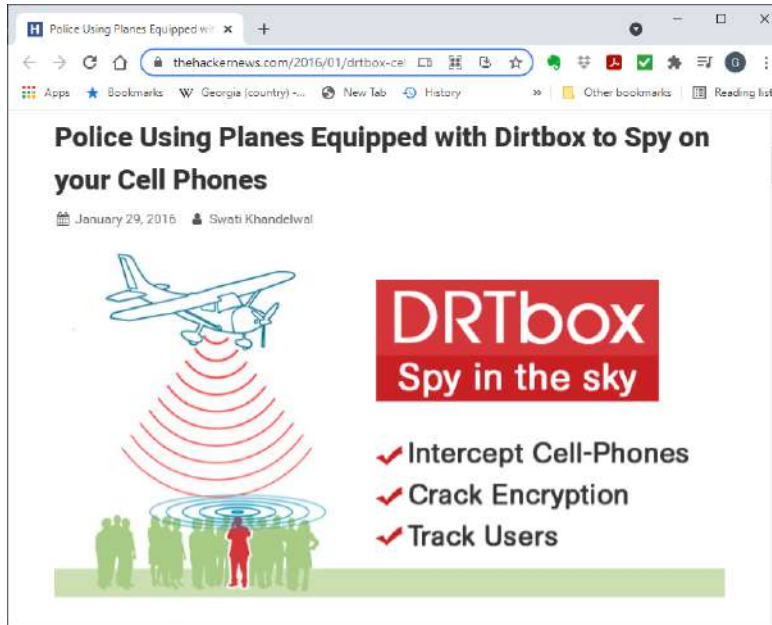 Police Using Planes Equipped wit
thehackernews.com/2016/01/drtbox-cel
G
Apps Bookmarks W Georgia (country) -... New Tab History » Other bookmarks Reading list
Police Using Planes Equipped with Dirtbox to Spy on
your Cell Phones
January 29, 2016 Swati Khandelwal
DRTbox
Spy in the sky
Intercept Cell-Phones
Crack Encryption
Track Users